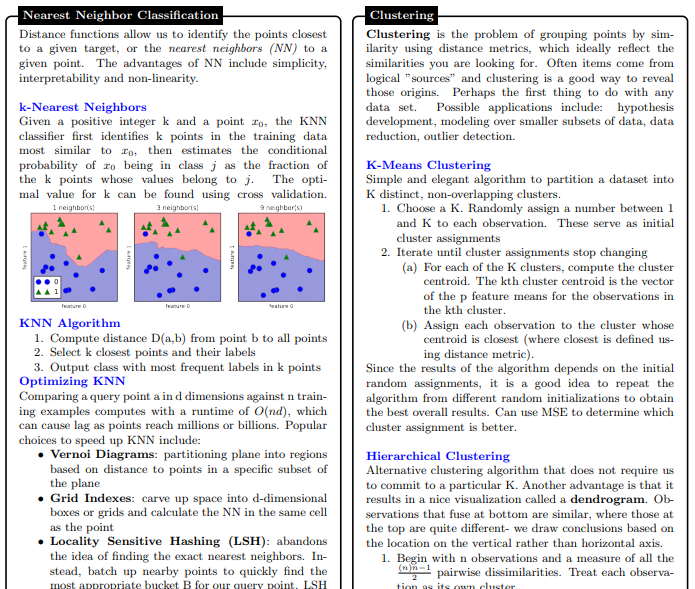 Nearest Neighbor Classification
Distance functions allow us to identify the points closest
to a given target, or the nearest neighbors (NN) to a
given point. The advantages of NN include simplicity,
interpretability and non-linearity.
k-Nearest Neighbors
Given a positive integer k and a point x₀, the KNN
classifier first identifies k points in the training data
most similar to x₀, then estimates the conditional
probability of x₀ being in class j as the fraction of
the k points whose values belong to j. The opti-
mal value for k can be found using cross validation.
1 neighbor(s)
3 neighbor(s)
9 neighbor(s)
feature 1
feature 1
feature 1
0
1
feature 0
feature 0
feature 0
KNN Algorithm
1. Compute distance D(a,b) from point b to all points
2. Select k closest points and their labels
3. Output class with most frequent labels in k points
Optimizing KNN
Comparing a query point a in d dimensions against n train-
ing examples computes with a runtime of O(nd), which
can cause lag as points reach millions or billions. Popular
choices to speed up KNN include:
• Vernoi Diagrams: partitioning plane into regions
based on distance to points in a specific subset of
the plane
• Grid Indexes: carve up space into d-dimensional
boxes or grids and calculate the NN in the same cell
as the point
• Locality Sensitive Hashing (LSH): abandons
the idea of finding the exact nearest neighbors. In-
stead, batch up nearby points to quickly find the
most appropriate bucket B for our query point. LSH
Clustering
Clustering is the problem of grouping points by sim-
ilarity using distance metrics, which ideally reflect the
similarities you are looking for. Often items come from
logical ”sources” and clustering is a good way to reveal
those origins. Perhaps the first thing to do with any
data set. Possible applications include: hypothesis
development, modeling over smaller subsets of data, data
reduction, outlier detection.
K-Means Clustering
Simple and elegant algorithm to partition a dataset into
K distinct, non-overlapping clusters.
1. Choose a K. Randomly assign a number between 1
and K to each observation. These serve as initial
cluster assignments
2. Iterate until cluster assignments stop changing
(a) For each of the K clusters, compute the cluster
centroid. The kth cluster centroid is the vector
of the p feature means for the observations in
the kth cluster.
(b) Assign each observation to the cluster whose
centroid is closest (where closest is defined us-
ing distance metric).
Since the results of the algorithm depends on the initial
random assignments, it is a good idea to repeat the
algorithm from different random initializations to obtain
the best overall results. Can use MSE to determine which
cluster assignment is better.
Hierarchical Clustering
Alternative clustering algorithm that does not require us
to commit to a particular K. Another advantage is that it
results in a nice visualization called a dendrogram. Ob-
servations that fuse at bottom are similar, where those at
the top are quite different- we draw conclusions based on
the location on the vertical rather than horizontal axis.
1. Begin with n observations and a measure of all the
(n)n−1/2 pairwise dissimilarities. Treat each observa-
tion as its own cluster.